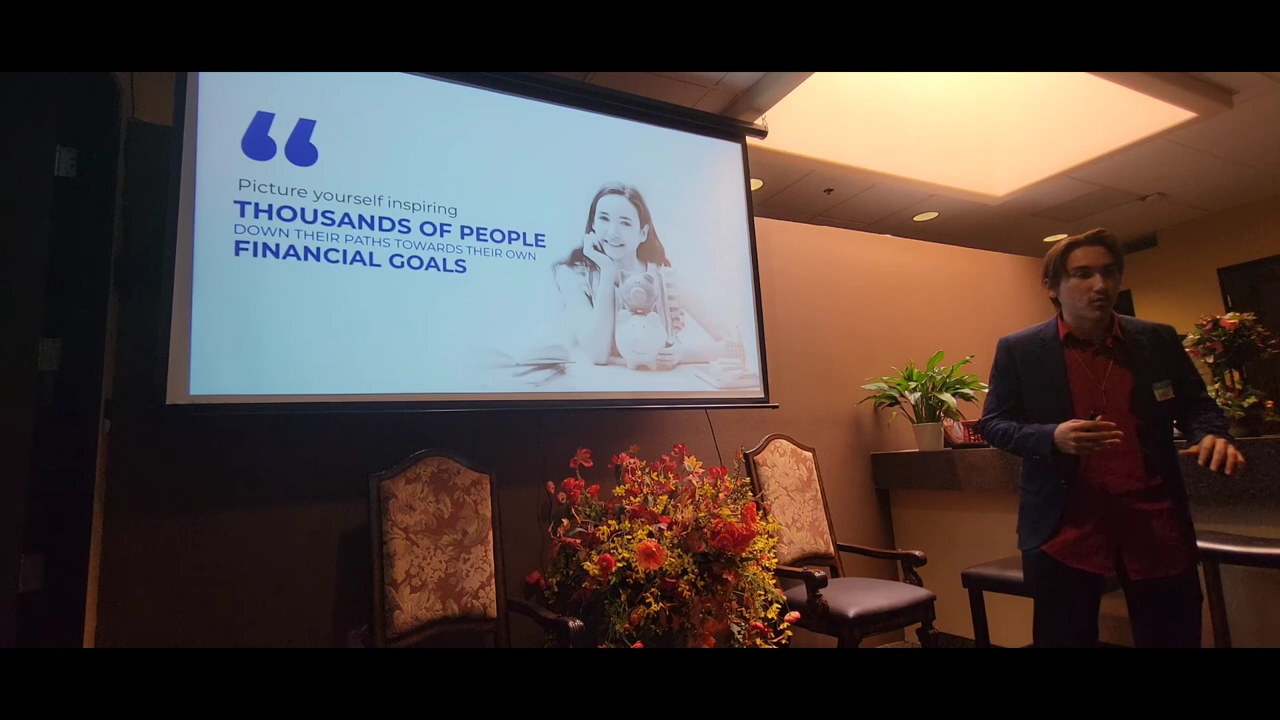 Picture yourself inspiring
THOUSANDS OF PEOPLE
DOWN THEIR PATHS TOWARDS THEIR OWN
FINANCIAL GOALS